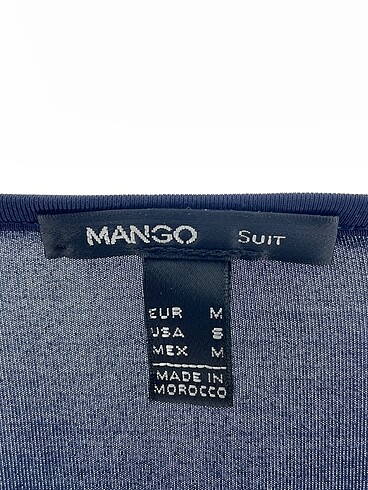 MANGO SUIT
EUR M
USA S
MEX M
MADE IN
MOROCCO